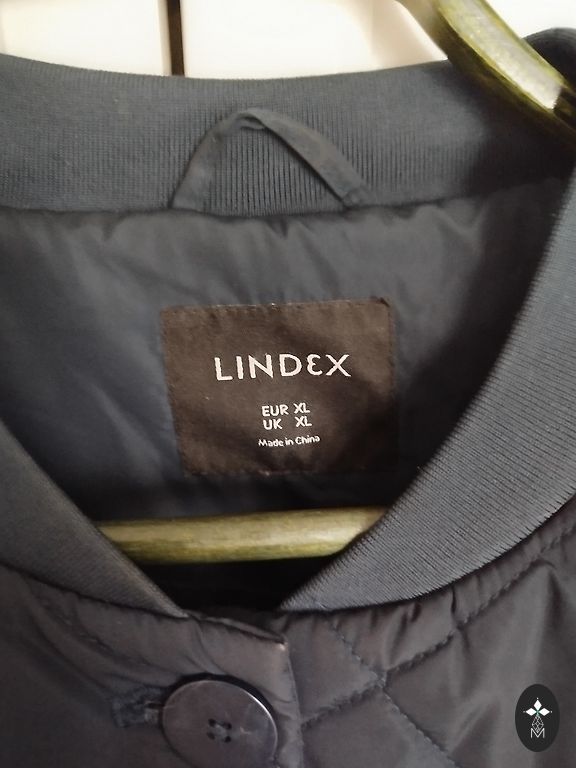 LINDEX
EUR XL
UK XL
Made in China
M